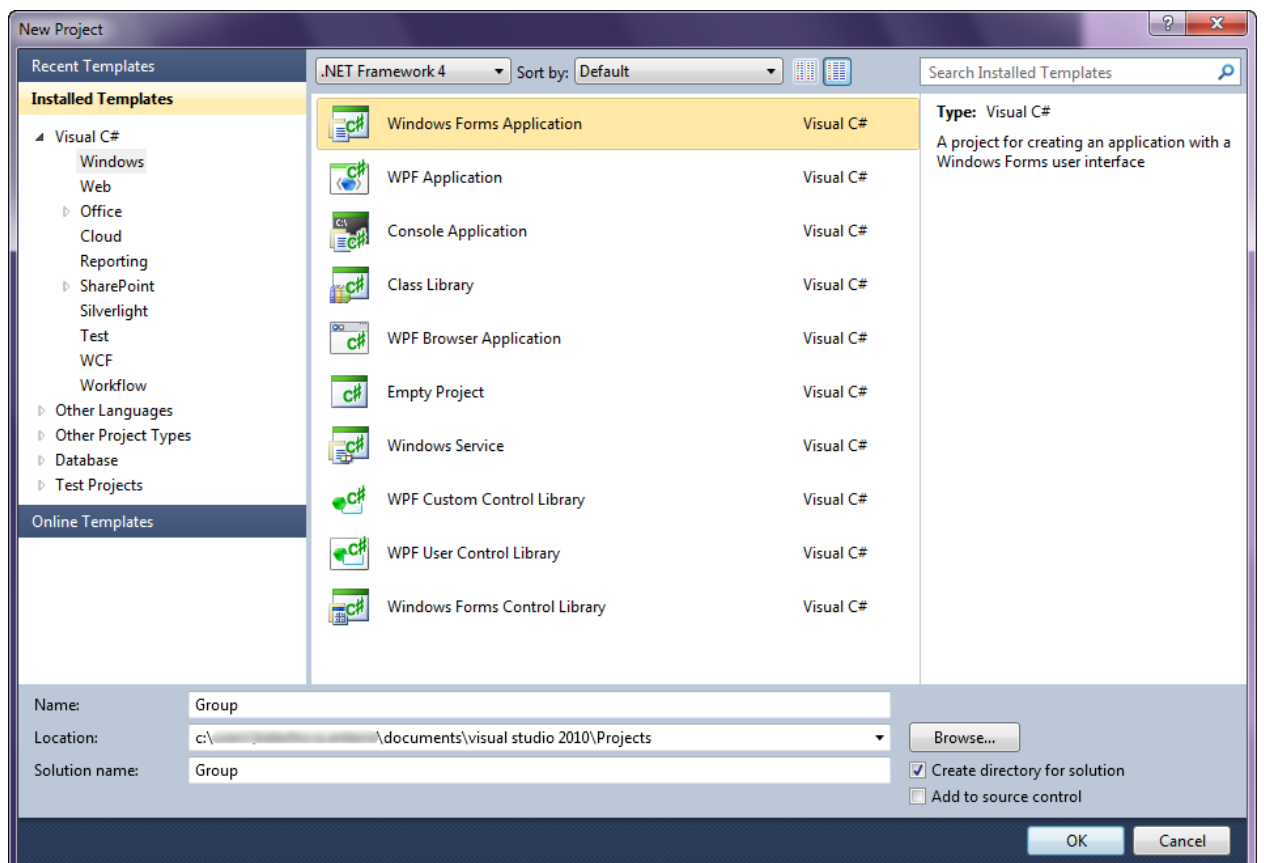 New Project
Recent Templates
Installed Templates
Visual C#
Windows
Web
Office
Cloud
Reporting
SharePoint
Silverlight
Test
WCF
Workflow
Other Languages
Other Project Types
Database
Test Projects
Online Templates
.NET Framework 4 Sort by: Default
Windows Forms Application Visual C#
WPF Application Visual C#
Console Application Visual C#
Class Library Visual C#
WPF Browser Application Visual C#
Empty Project Visual C#
Windows Service Visual C#
WPF Custom Control Library Visual C#
WPF User Control Library Visual C#
Windows Forms Control Library Visual C#
Search Installed Templates
Type: Visual C#
A project for creating an application with a
Windows Forms user interface
Name: Group
Location: c:\ \documents\visual studio 2010\Projects Browse...
Solution name: Group
Create directory for solution
Add to source control
OK Cancel